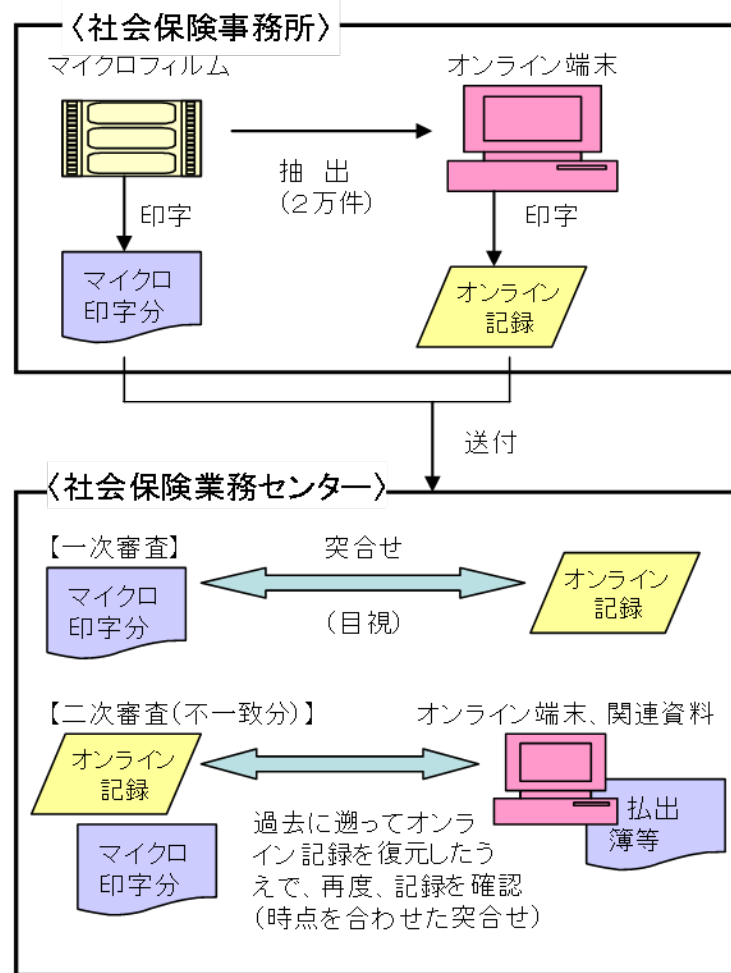 〈社会保険事務所〉
マイクロフィルム
オンライン端末
抽 出
(2万件)
印字
印字
マイクロ
印字分
オンライン
記録
送付
〈社会保険業務センター〉
【一次審査】
突合せ
マイクロ
印字分
(目視)
オンライン
記録
【二次審査(不一致分)】
オンライン端末、関連資料
オンライン
記録
マイクロ
印字分
過去に遡ってオンラ
イン記録を復元したう
えで、再度、記録を確認
(時点を合わせた突合せ)
払出
簿等